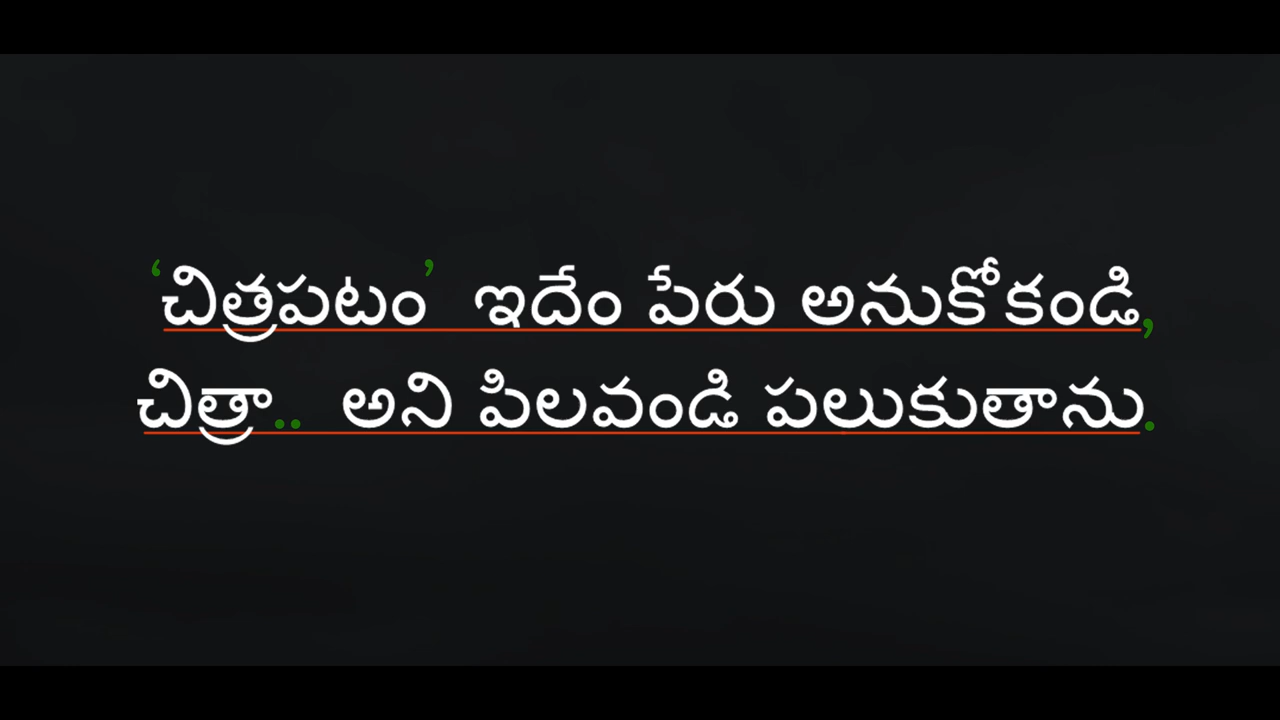 ‘చిత్రపటం’ ఇదేం పేరు అనుకోకండి,
చిత్రా.. అని పిలవండి పలుకుతాను.